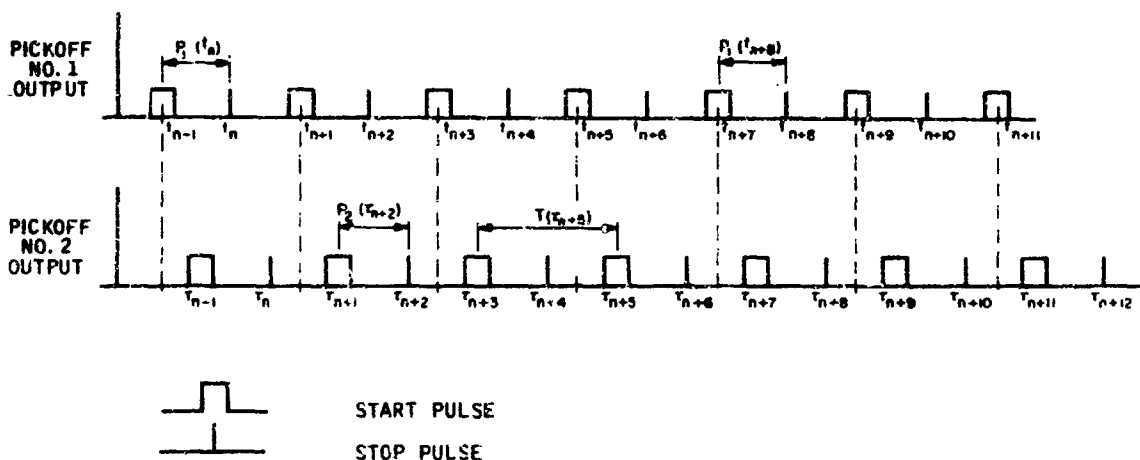 PICKOFF NO. 1 OUTPUT
P₁ (tₙ)
P₁ (tₙ₊₈)
tₙ₋₁ tₙ tₙ₊₁ tₙ₊₂ tₙ₊₃ tₙ₊₄ tₙ₊₅ tₙ₊₆ tₙ₊₇ tₙ₊₈ tₙ₊₉ tₙ₊₁₀ tₙ₊₁₁
PICKOFF NO. 2 OUTPUT
P₂ (τₙ₊₂)
T(τₙ₊₅)
τₙ₋₁ τₙ τₙ₊₁ τₙ₊₂ τₙ₊₃ τₙ₊₄ τₙ₊₅ τₙ₊₆ τₙ₊₇ τₙ₊₈ τₙ₊₉ τₙ₊₁₀ τₙ₊₁₁ τₙ₊₁₂
START PULSE
STOP PULSE